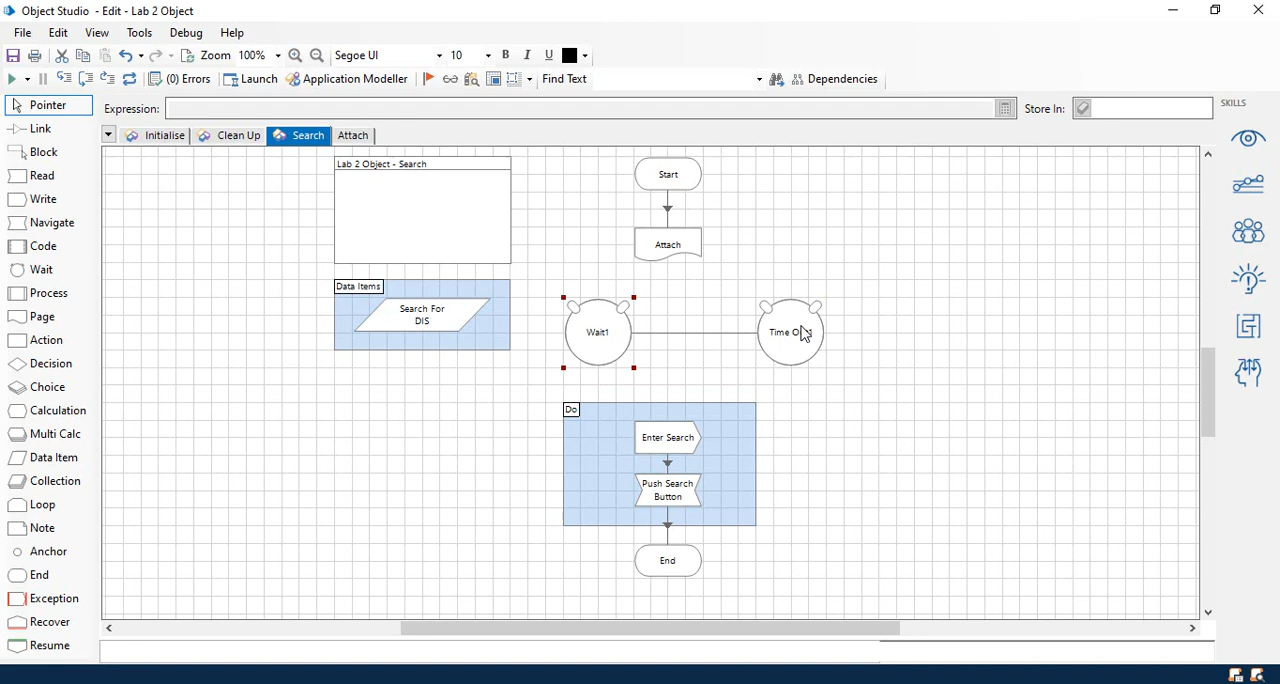 Object Studio - Edit - Lab 2 Object
File Edit View Tools Debug Help
Zoom 100% Segoe UI 10 B I U
(0) Errors Launch Application Modeller Find Text Dependencies
Pointer Expression: Store In: SKILLS
Link Initialise Clean Up Search Attach
Block
Read
Write
Navigate
Code
Wait
Process
Page
Action
Decision
Choice
Calculation
Multi Calc
Data Item
Collection
Loop
Note
Anchor
End
Exception
Recover
Resume
Lab 2 Object - Search
Data Items
Search For
DIS
Start
Attach
Wait1
Time
Do
Enter Search
Push Search
Button
End